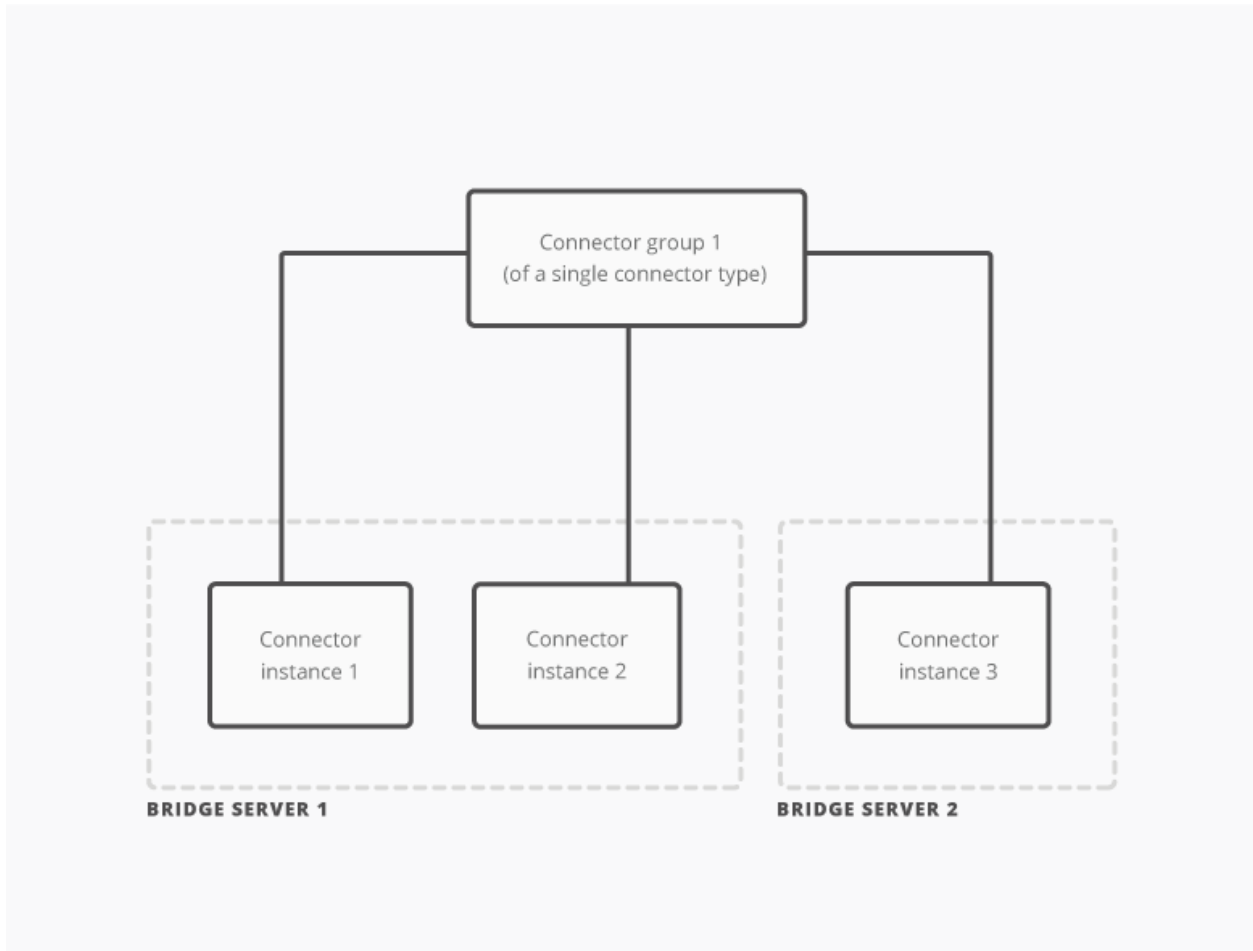 Connector group 1
(of a single connector type)
Connector
instance 1
Connector
instance 2
Connector
instance 3
BRIDGE SERVER 1
BRIDGE SERVER 2